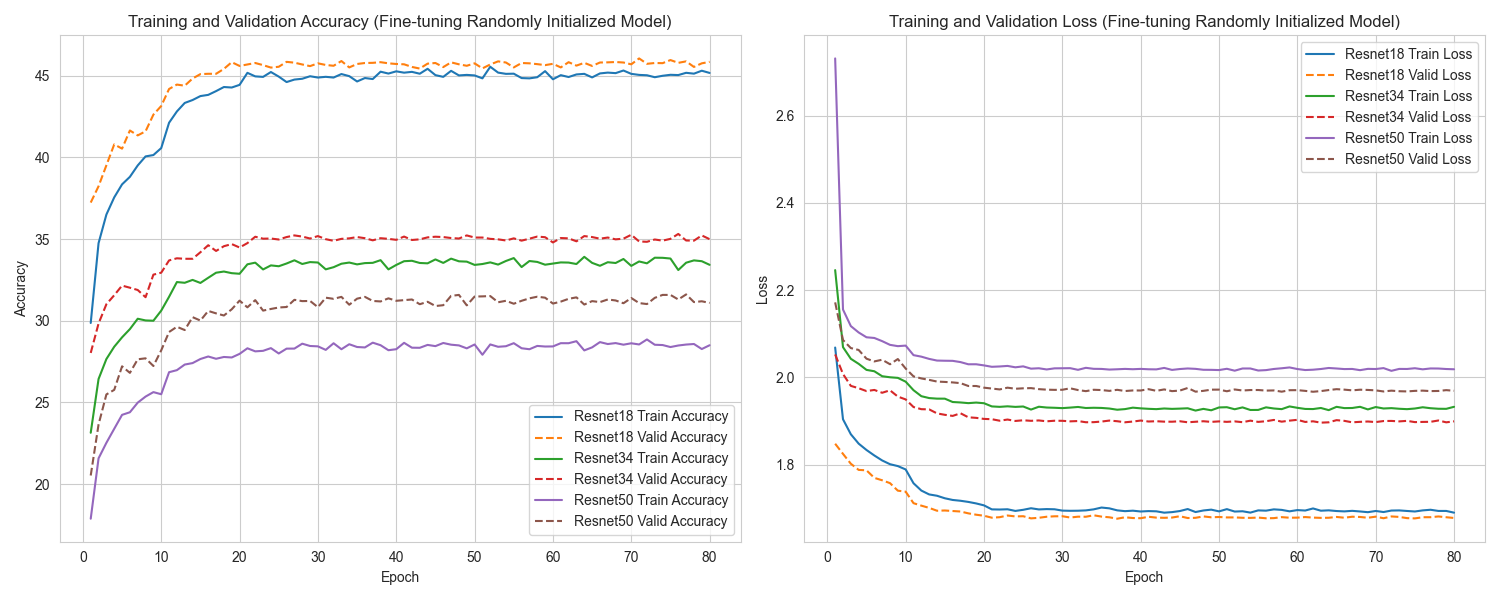 Training and Validation Accuracy (Fine-tuning Randomly Initialized Model)
Accuracy
45
40
35
30
25
20
0 10 20 30 40 50 60 70 80
Epoch
Resnet18 Train Accuracy
Resnet18 Valid Accuracy
Resnet34 Train Accuracy
Resnet34 Valid Accuracy
Resnet50 Train Accuracy
Resnet50 Valid Accuracy
Training and Validation Loss (Fine-tuning Randomly Initialized Model)
Loss
2.6
2.4
2.2
2.0
1.8
0 10 20 30 40 50 60 70 80
Epoch
Resnet18 Train Loss
Resnet18 Valid Loss
Resnet34 Train Loss
Resnet34 Valid Loss
Resnet50 Train Loss
Resnet50 Valid Loss